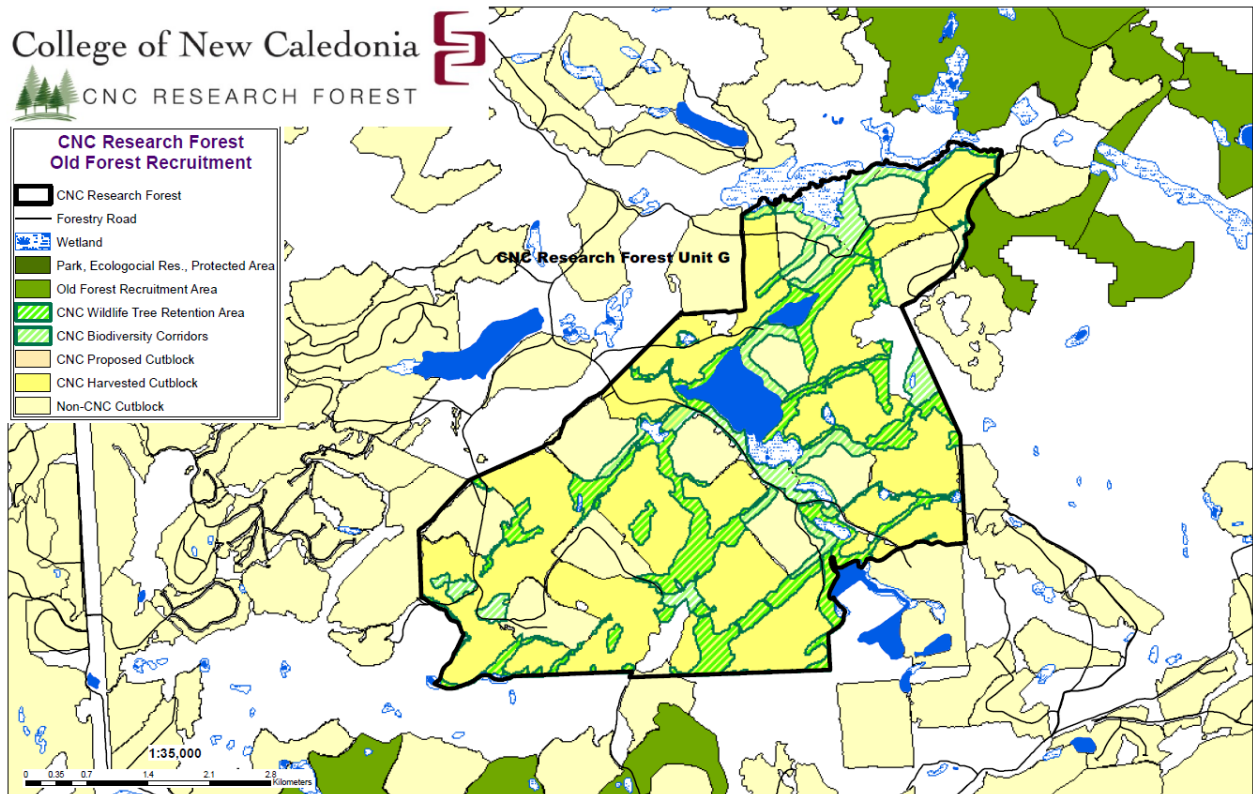 College of New Caledonia
CNC RESEARCH FOREST
CNC Research Forest
Old Forest Recruitment
CNC Research Forest
Forestry Road
Wetland
Park, Ecologocial Res., Protected Area
Old Forest Recruitment Area
CNC Wildlife Tree Retention Area
CNC Biodiversity Corridors
CNC Proposed Cutblock
CNC Harvested Cutblock
Non-CNC Cutblock
CNC Research Forest Unit G
1:35,000
0 0.35 0.7 1.4 2.1 2.8
Kilometers